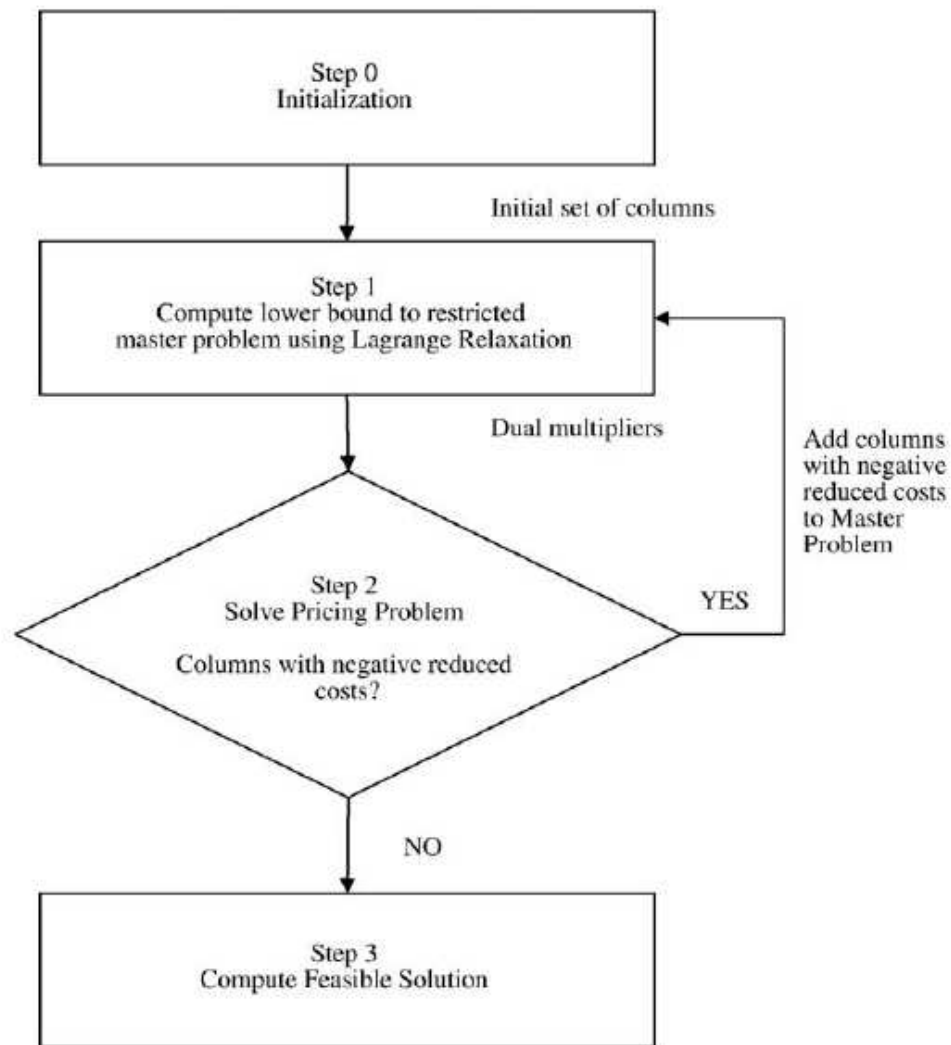 Step 0
Initialization
Initial set of columns
Step 1
Compute lower bound to restricted
master problem using Lagrange Relaxation
Dual multipliers
Add columns
with negative
reduced costs
to Master
Problem
Step 2
Solve Pricing Problem
YES
Columns with negative reduced
costs?
NO
Step 3
Compute Feasible Solution